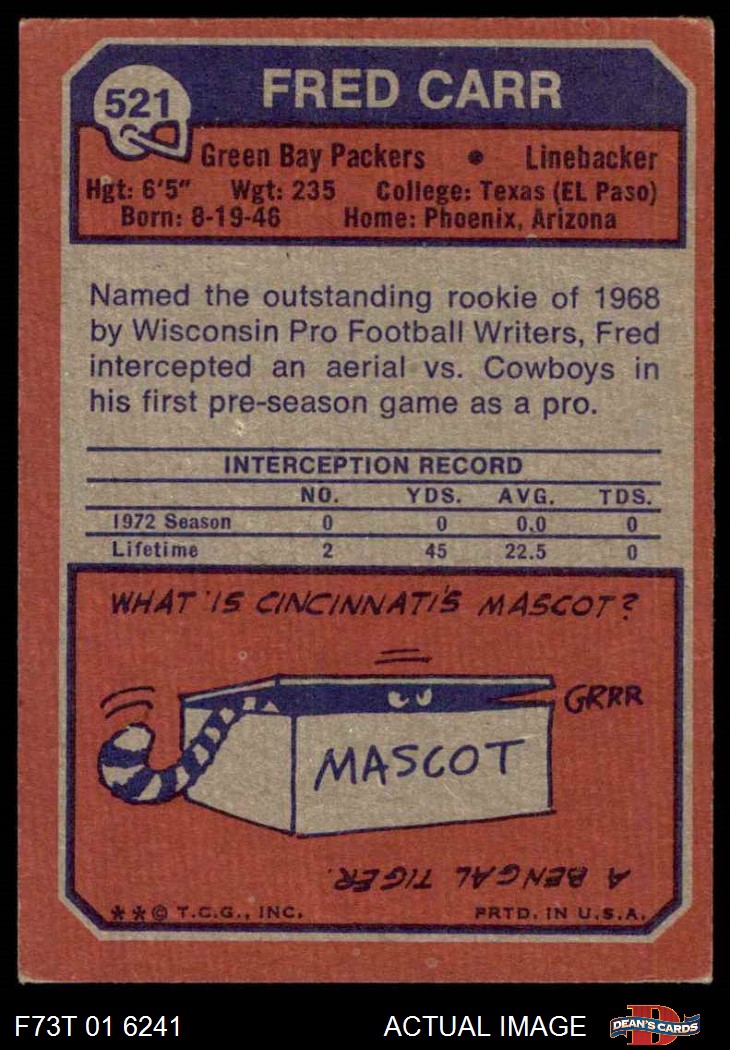 521
FRED CARR
Green Bay Packers • Linebacker
Hgt: 6'5" Wgt: 235 College: Texas (EL Paso)
Born: 8-19-46 Home: Phoenix, Arizona
Named the outstanding rookie of 1968
by Wisconsin Pro Football Writers, Fred
intercepted an aerial vs. Cowboys in
his first pre-season game as a pro.
INTERCEPTION RECORD
NO. YDS. AVG. TDS.
1972 Season 0 0 0.0 0
Lifetime 2 45 22.5 0
WHAT IS CINCINNATI'S MASCOT?
GRRR
MASCOT
A BENGAL TIGER.
**© T.C.G., INC. PRTD. IN U.S.A.
F73T 01 6241 ACTUAL IMAGE DEAN'S CARDS